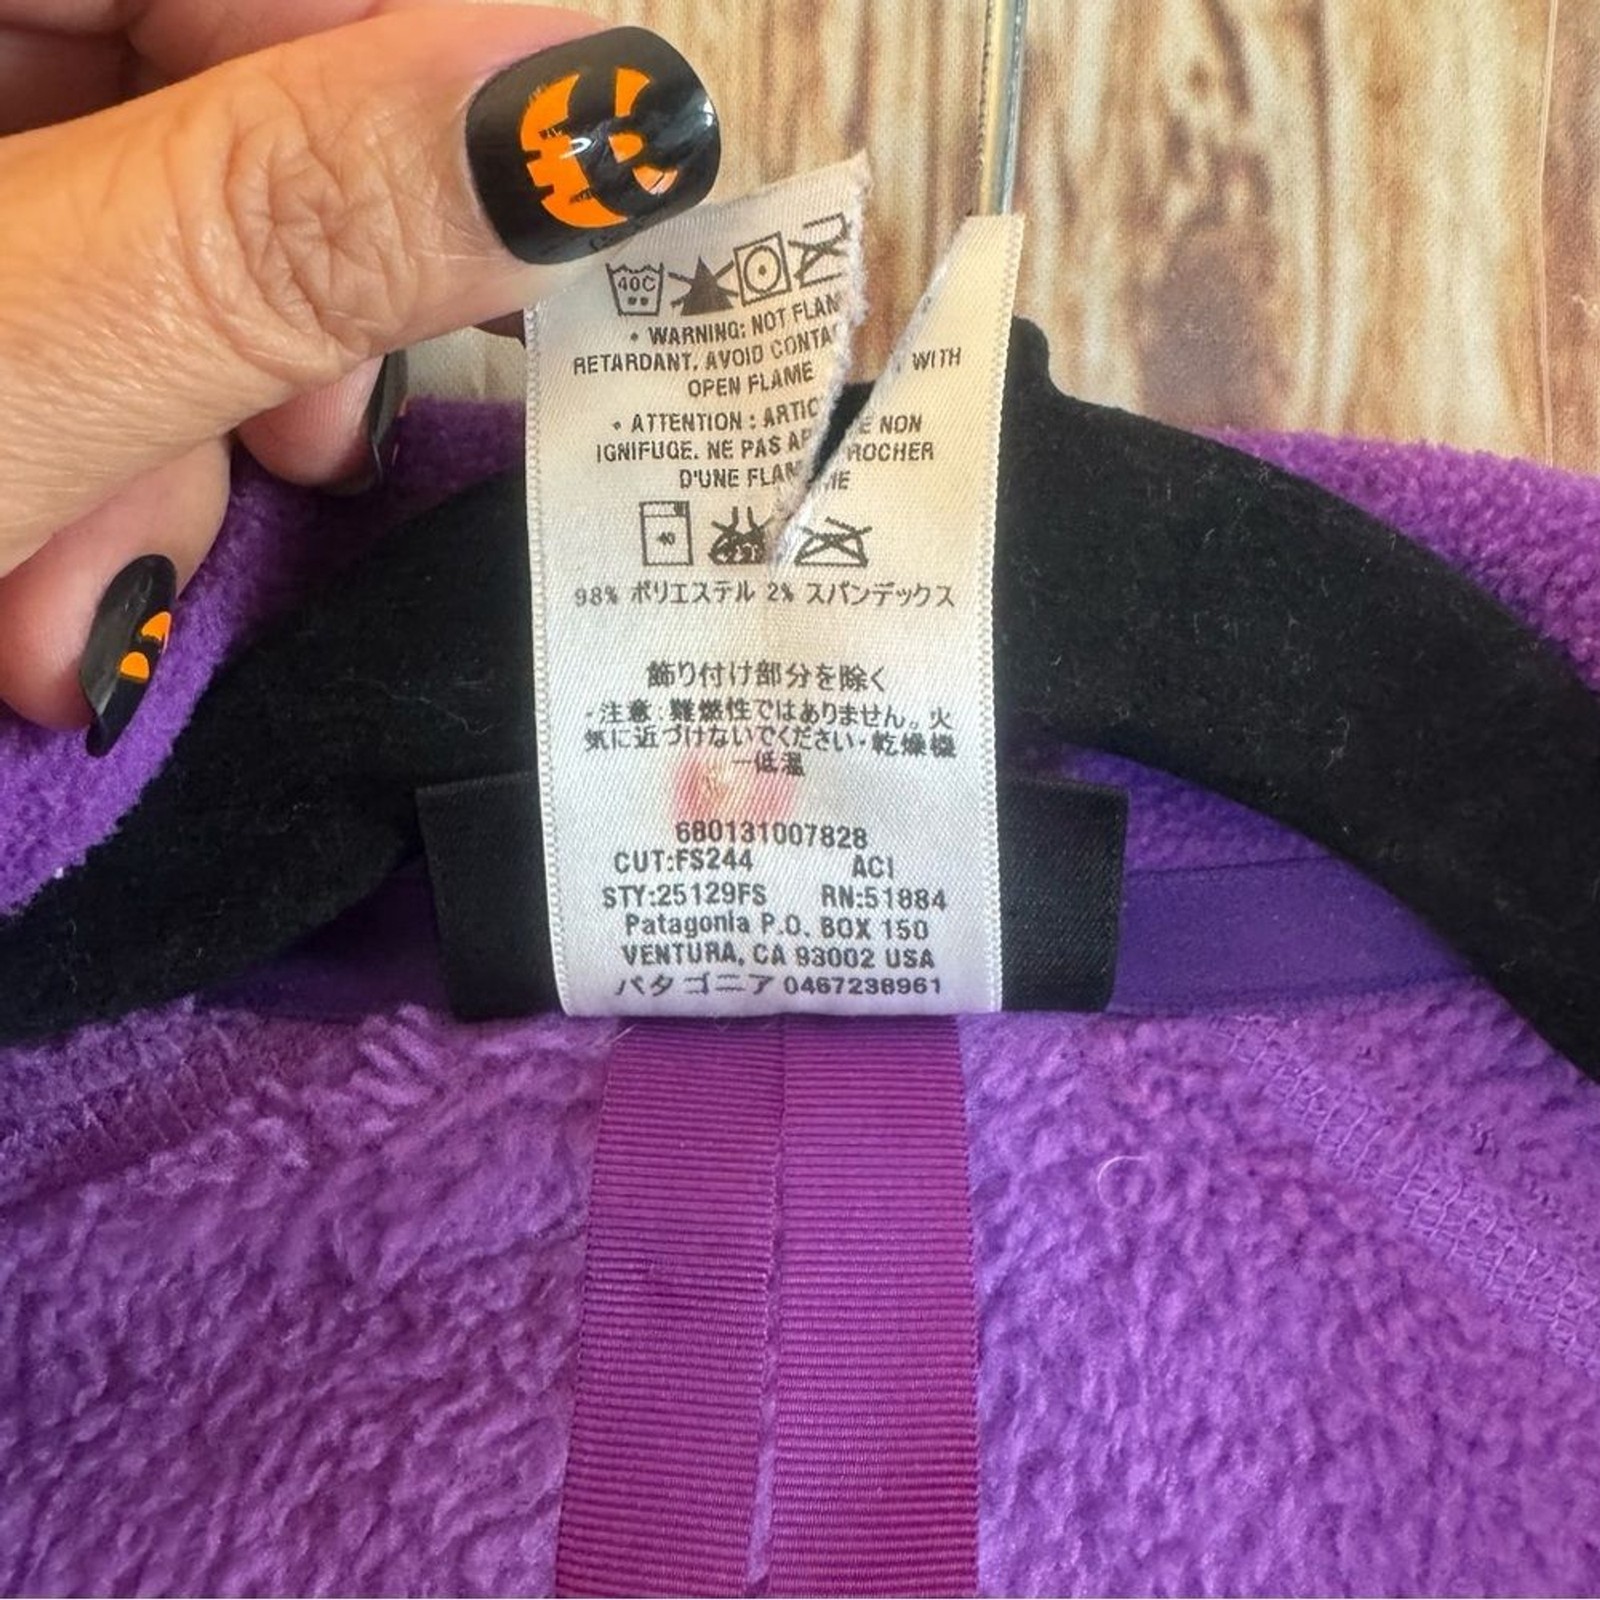 40C
• WARNING: NOT FLAM
RETARDANT. AVOID CONTAC WITH
OPEN FLAME
• ATTENTION : ARTIC E NON
IGNIFUGE. NE PAS AP ROCHER
D'UNE FLAMME
40
98% ポリエステル 2% スパンデックス
飾り付け部分を除く
・注意：難燃性ではありません。火
気に近づけないでください・乾燥機
ー低温
680131007828
CUT:FS244 ACI
STY:25129FS RN:51884
Patagonia P.O. BOX 150
VENTURA, CA 93002 USA
パタゴニア 0467238961